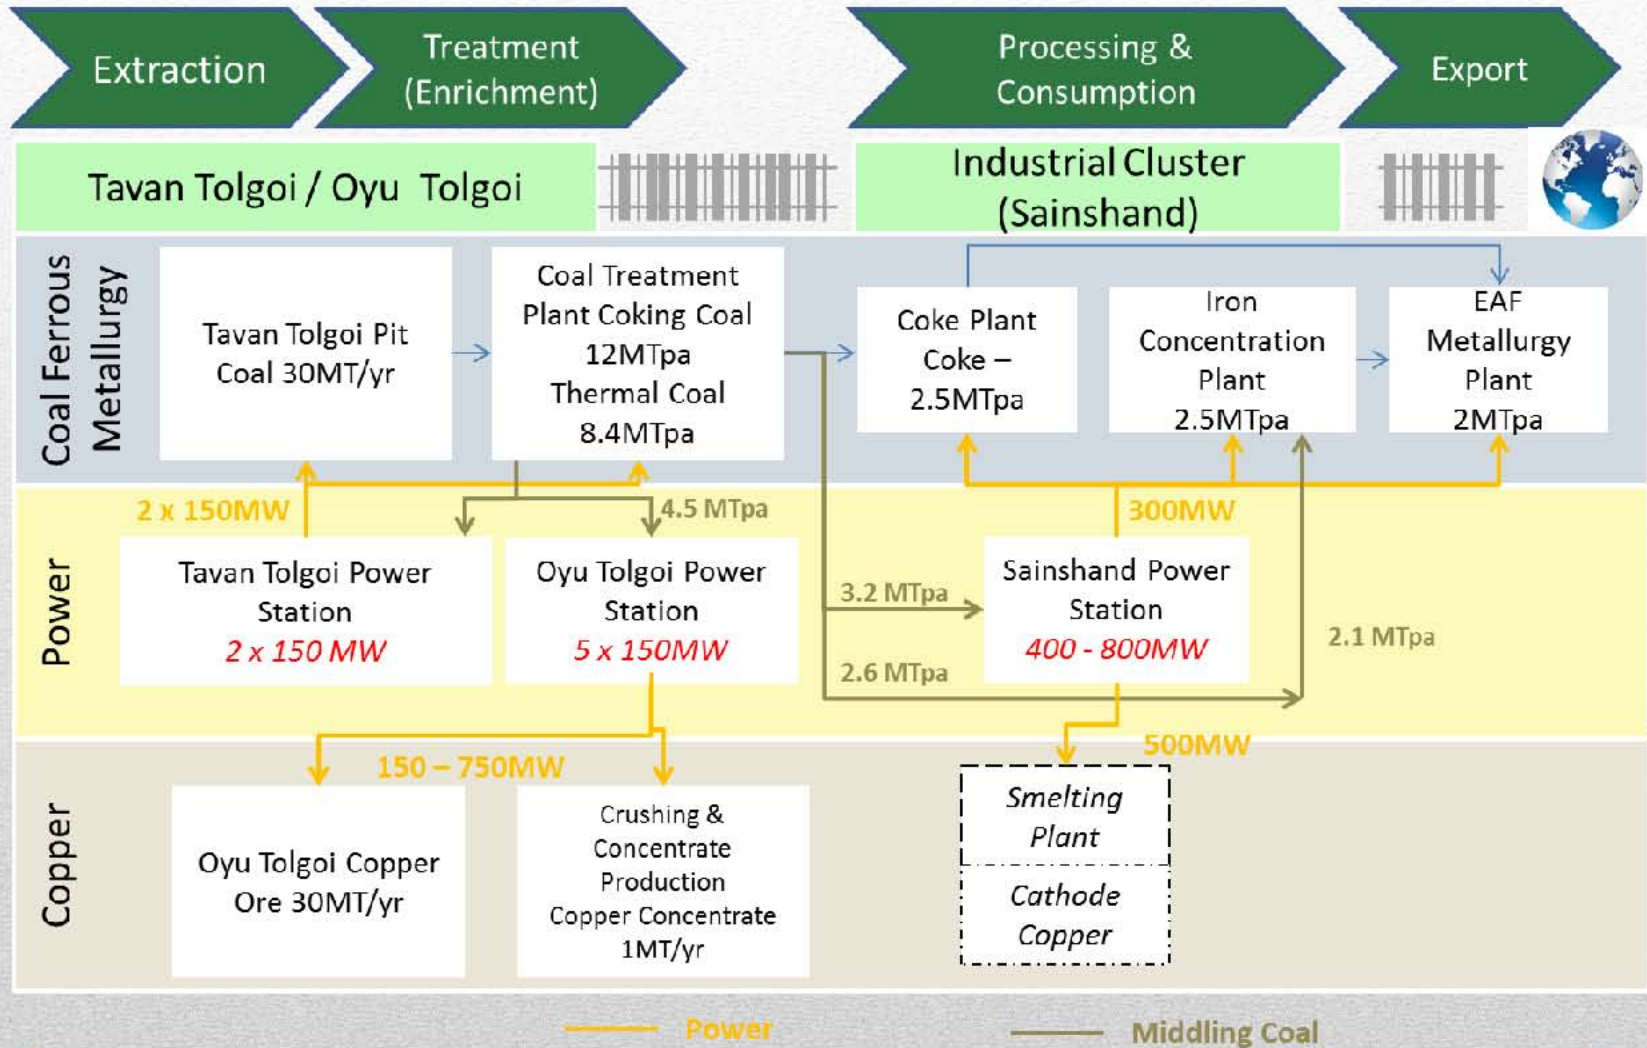 Extraction
Treatment
(Enrichment)
Processing &
Consumption
Export
Tavan Tolgoi / Oyu Tolgoi
Industrial Cluster
(Sainshand)
Coal Ferrous
Metallurgy
Tavan Tolgoi Pit
Coal 30MT/yr
Coal Treatment
Plant Coking Coal
12MTpa
Thermal Coal
8.4MTpa
Coke Plant
Coke –
2.5MTpa
Iron
Concentration
Plant
2.5MTpa
EAF
Metallurgy
Plant
2MTpa
Power
2 x 150MW
4.5 MTpa
300MW
Tavan Tolgoi Power
Station
2 x 150 MW
Oyu Tolgoi Power
Station
5 x 150MW
3.2 MTpa
2.6 MTpa
Sainshand Power
Station
400 - 800MW
2.1 MTpa
Copper
150 – 750MW
500MW
Oyu Tolgoi Copper
Ore 30MT/yr
Crushing &
Concentrate
Production
Copper Concentrate
1MT/yr
Smelting
Plant
Cathode
Copper
Power
Middling Coal